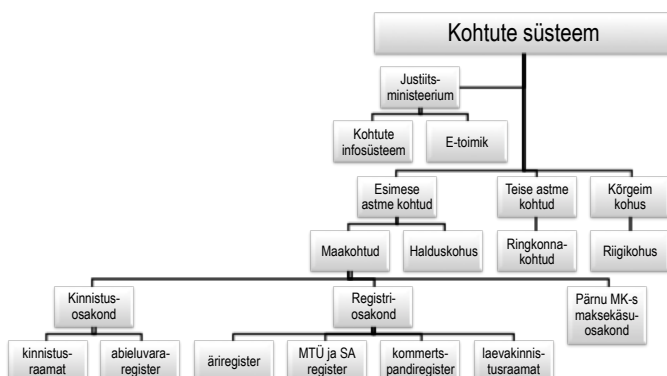 Kohtute süsteem
Justiits-
ministeerium
Kohtute
infosüsteem
E-toimik
Esimese
astme kohtud
Teise astme
kohtud
Kõrgeim
kohus
Maakohtud
Halduskohus
Ringkonna-
kohtud
Riigikohus
Kinnistus-
osakond
Registri-
osakond
Pärnu MK-s
maksekäsu-
osakond
kinnistus-
raamat
abieluvara-
register
äriregister
MTÜ ja SA
register
kommerts-
pandiregister
laevakinnis-
tusraamat